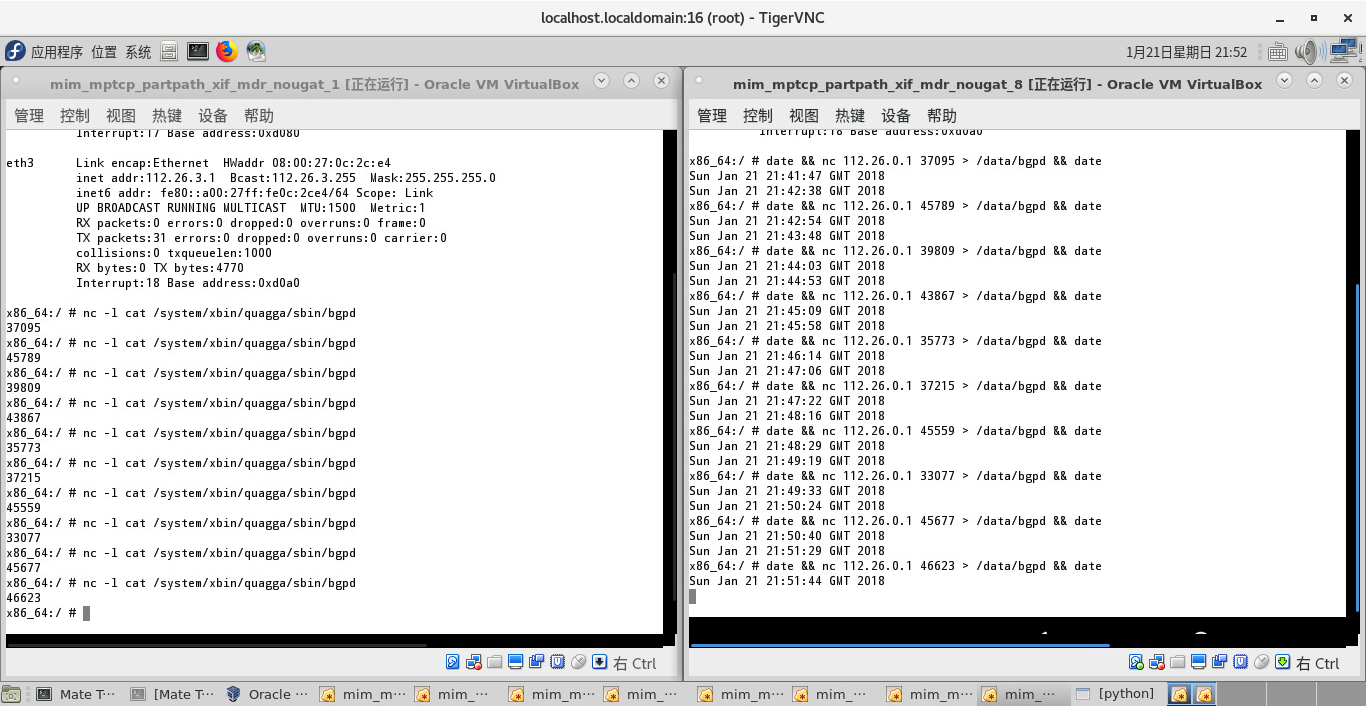 localhost.localdomain:16 (root) - TigerVNC
应用程序 位置 系统
1月21日星期日 21:52
mim_mptcp_partpath_xif_mdr_nougat_1 [正在运行] - Oracle VM VirtualBox
管理 控制 视图 热键 设备 帮助
Interrupt:17 Base address:0xd080
eth3 Link encap:Ethernet HWaddr 08:00:27:0c:2c:e4
inet addr:112.26.3.1 Bcast:112.26.3.255 Mask:255.255.255.0
inet6 addr: fe80::a00:27ff:fe0c:2ce4/64 Scope: Link
UP BROADCAST RUNNING MULTICAST MTU:1500 Metric:1
RX packets:0 errors:0 dropped:0 overruns:0 frame:0
TX packets:31 errors:0 dropped:0 overruns:0 carrier:0
collisions:0 txqueuelen:1000
RX bytes:0 TX bytes:4770
Interrupt:18 Base address:0xd0a0
x86_64:/ # nc -l cat /system/xbin/quagga/sbin/bgpd
37095
x86_64:/ # nc -l cat /system/xbin/quagga/sbin/bgpd
45789
x86_64:/ # nc -l cat /system/xbin/quagga/sbin/bgpd
39809
x86_64:/ # nc -l cat /system/xbin/quagga/sbin/bgpd
43867
x86_64:/ # nc -l cat /system/xbin/quagga/sbin/bgpd
35773
x86_64:/ # nc -l cat /system/xbin/quagga/sbin/bgpd
37215
x86_64:/ # nc -l cat /system/xbin/quagga/sbin/bgpd
45559
x86_64:/ # nc -l cat /system/xbin/quagga/sbin/bgpd
33077
x86_64:/ # nc -l cat /system/xbin/quagga/sbin/bgpd
45677
x86_64:/ # nc -l cat /system/xbin/quagga/sbin/bgpd
46623
x86_64:/ #
右 Ctrl
mim_mptcp_partpath_xif_mdr_nougat_8 [正在运行] - Oracle VM VirtualBox
管理 控制 视图 热键 设备 帮助
Interrupt:18 Base address:0xd0a0
x86_64:/ # date && nc 112.26.0.1 37095 > /data/bgpd && date
Sun Jan 21 21:41:47 GMT 2018
Sun Jan 21 21:42:38 GMT 2018
x86_64:/ # date && nc 112.26.0.1 45789 > /data/bgpd && date
Sun Jan 21 21:42:54 GMT 2018
Sun Jan 21 21:43:48 GMT 2018
x86_64:/ # date && nc 112.26.0.1 39809 > /data/bgpd && date
Sun Jan 21 21:44:03 GMT 2018
Sun Jan 21 21:44:53 GMT 2018
x86_64:/ # date && nc 112.26.0.1 43867 > /data/bgpd && date
Sun Jan 21 21:45:09 GMT 2018
Sun Jan 21 21:45:58 GMT 2018
x86_64:/ # date && nc 112.26.0.1 35773 > /data/bgpd && date
Sun Jan 21 21:46:14 GMT 2018
Sun Jan 21 21:47:06 GMT 2018
x86_64:/ # date && nc 112.26.0.1 37215 > /data/bgpd && date
Sun Jan 21 21:47:22 GMT 2018
Sun Jan 21 21:48:16 GMT 2018
x86_64:/ # date && nc 112.26.0.1 45559 > /data/bgpd && date
Sun Jan 21 21:48:29 GMT 2018
Sun Jan 21 21:49:19 GMT 2018
x86_64:/ # date && nc 112.26.0.1 33077 > /data/bgpd && date
Sun Jan 21 21:49:33 GMT 2018
Sun Jan 21 21:50:24 GMT 2018
x86_64:/ # date && nc 112.26.0.1 45677 > /data/bgpd && date
Sun Jan 21 21:50:40 GMT 2018
Sun Jan 21 21:51:29 GMT 2018
x86_64:/ # date && nc 112.26.0.1 46623 > /data/bgpd && date
Sun Jan 21 21:51:44 GMT 2018
右 Ctrl
Mate T··· [Mate T··· Oracle ··· mim_m··· mim_··· mim_m··· mim_··· mim_m··· mim_··· mim_m··· mim_··· [python]